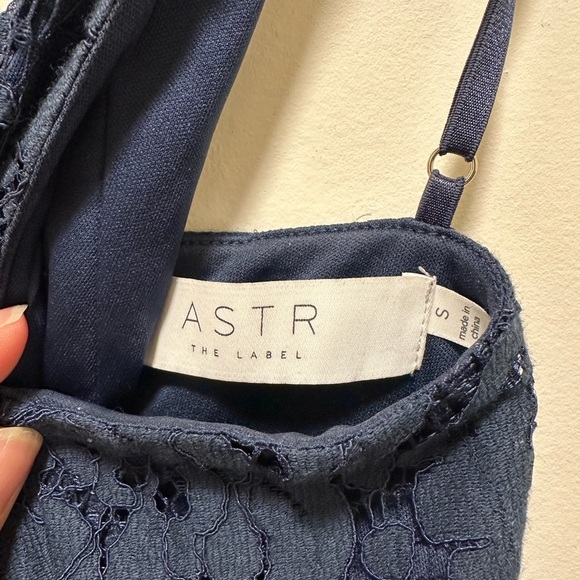 ASTR
THE LABEL
S
made in
china